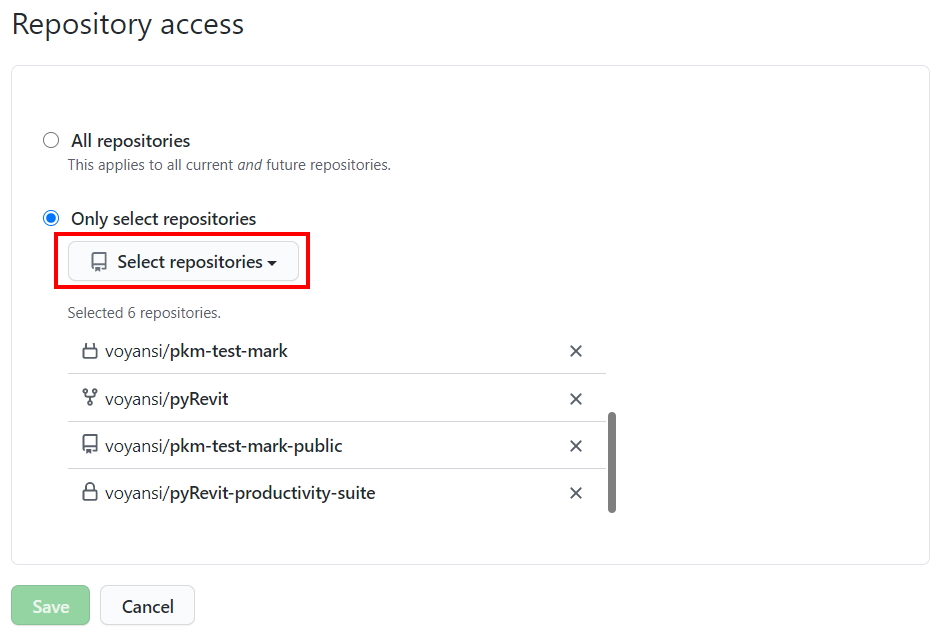 Repository access
All repositories
This applies to all current and future repositories.
Only select repositories
Select repositories
Selected 6 repositories.
voyansi/pkm-test-mark
voyansi/pyRevit
voyansi/pkm-test-mark-public
voyansi/pyRevit-productivity-suite
Save Cancel